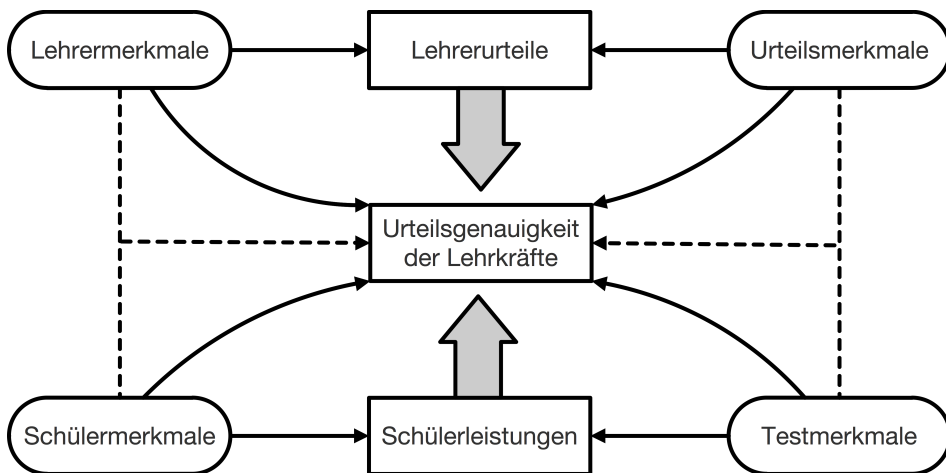 Lehrermerkmale
Lehrerurteile
Urteilsmerkmale
Urteilsgenauigkeit
der Lehrkräfte
Schülermerkmale
Schülerleistungen
Testmerkmale